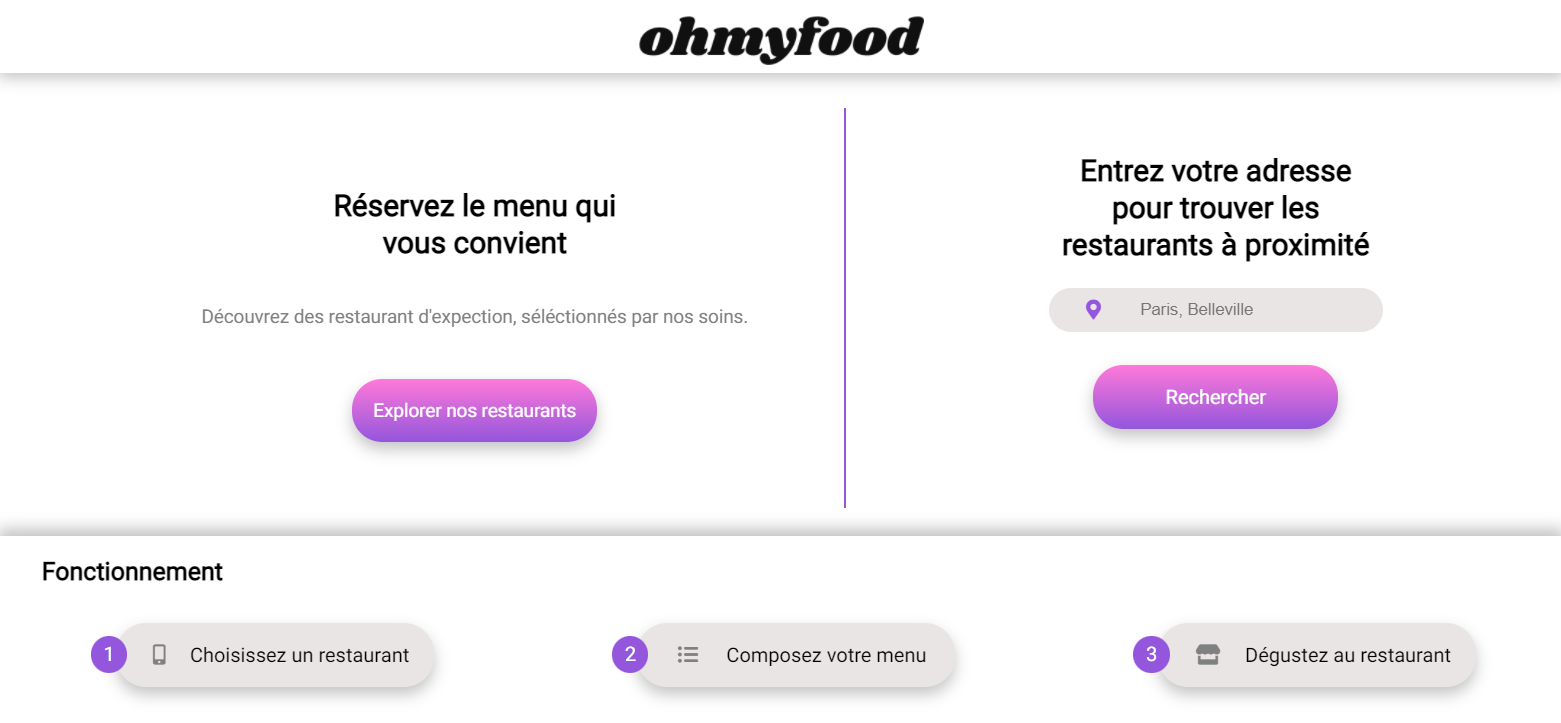 ohmyfood
Réservez le menu qui
vous convient
Découvrez des restaurant d'expection, séléctionnés par nos soins.
Explorer nos restaurants
Entrez votre adresse
pour trouver les
restaurants à proximité
Paris, Belleville
Rechercher
Fonctionnement
1 Choisissez un restaurant
2 Composez votre menu
3 Dégustez au restaurant